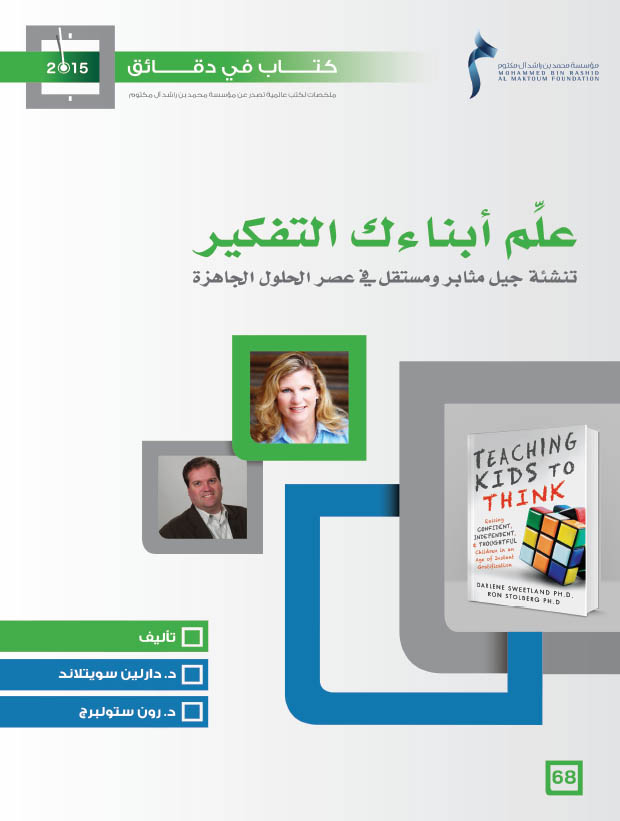 كتاب في دقائق
2015
ملخصات لكتب عالمية تصدر عن مؤسسة محمد بن راشد آل مكتوم
مؤسسة محمد بن راشد آل مكتوم
MOHAMMED BIN RASHID
AL MAKTOUM FOUNDATION
علِّم أبناءك التفكير
تنشئة جيل مثابر ومستقل في عصر الحلول الجاهزة
TEACHING
KIDS TO
THINK
Raising
CONFIDENT,
INDEPENDENT,
& THOUGHTFUL
Children in an
Age of Instant
Gratification
DARLENE SWEETLAND PH.D.
RON STOLBERG PH.D
تأليف
د. دارلين سويتلاند
د. رون ستولبرج
68